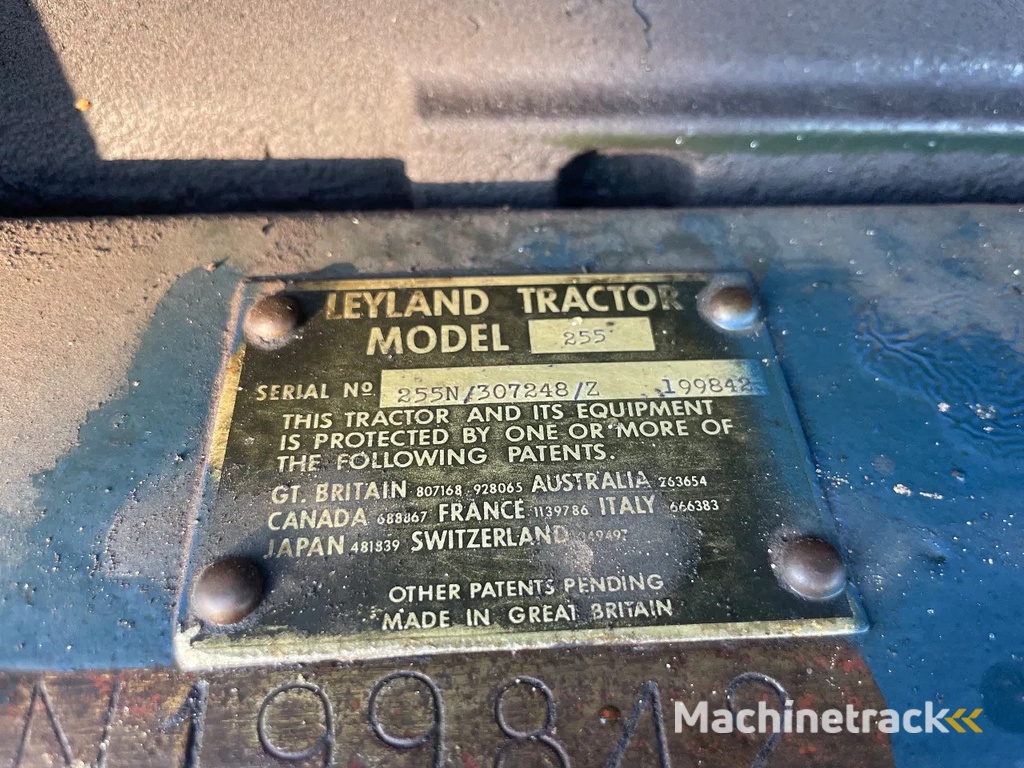 LEYLAND TRACTOR
MODEL 255
SERIAL Nº 255N/307248/Z 199842
THIS TRACTOR AND ITS EQUIPMENT
IS PROTECTED BY ONE OR MORE OF
THE FOLLOWING PATENTS.
GT. BRITAIN 807168 928065 AUSTRALIA 263654
CANADA 688867 FRANCE 1139786 ITALY 666383
JAPAN 481839 SWITZERLAND
OTHER PATENTS PENDING
MADE IN GREAT BRITAIN
N199842
Machinetrack